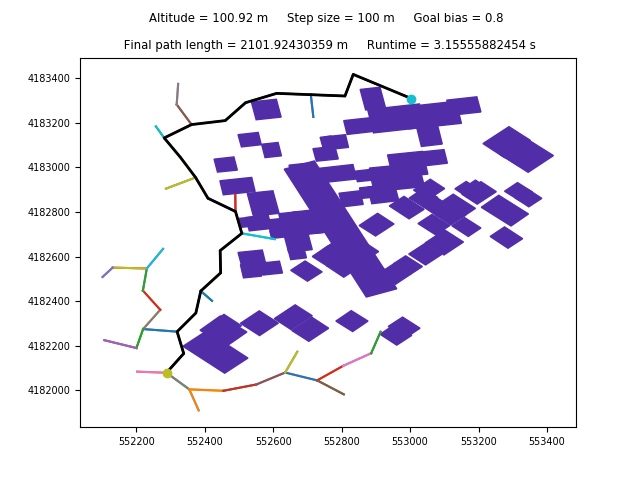 Altitude = 100.92 m Step size = 100 m Goal bias = 0.8
Final path length = 2101.92430359 m Runtime = 3.15555882454 s
4183400
4183200
4183000
4182800
4182600
4182400
4182200
4182000
552200 552400 552600 552800 553000 553200 553400